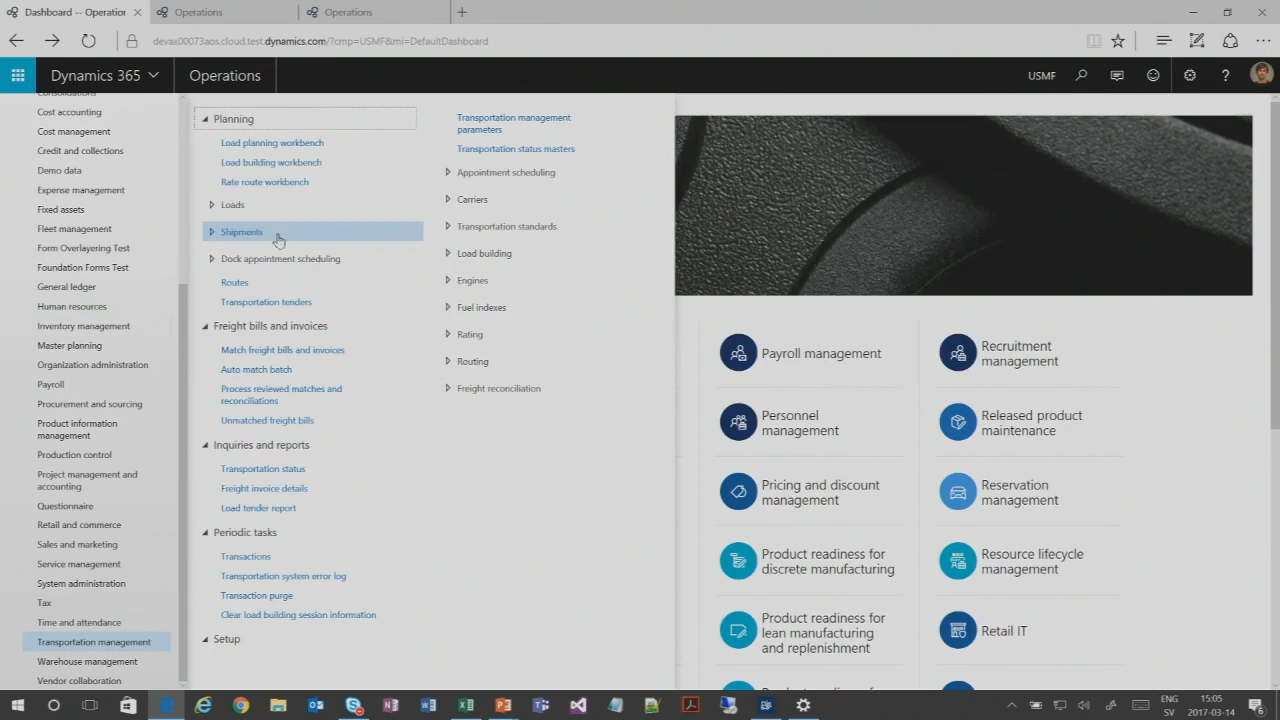 Dashboard -- Operation
Operations
Operations
devax00073aos.cloud.test.dynamics.com/?cmp=USMF&mi=DefaultDashboard
Dynamics 365
Operations
USMF
?
Consolidations
Cost accounting
Cost management
Credit and collections
Demo data
Expense management
Fixed assets
Fleet management
Form Overlayering Test
Foundation Forms Test
General ledger
Human resources
Inventory management
Master planning
Organization administration
Payroll
Procurement and sourcing
Product information
management
Production control
Project management and
accounting
Questionnaire
Retail and commerce
Sales and marketing
Service management
System administration
Tax
Time and attendance
Transportation management
Warehouse management
Vendor collaboration
Planning
Load planning workbench
Load building workbench
Rate route workbench
Loads
Shipments
Dock appointment scheduling
Routes
Transportation tenders
Freight bills and invoices
Match freight bills and invoices
Auto match batch
Process reviewed matches and
reconciliations
Unmatched freight bills
Inquiries and reports
Transportation status
Freight invoice details
Load tender report
Periodic tasks
Transactions
Transportation system error log
Transaction purge
Clear load building session information
Setup
Transportation management
parameters
Transportation status masters
Appointment scheduling
Carriers
Transportation standards
Load building
Engines
Fuel indexes
Rating
Routing
Freight reconciliation
Payroll management
Personnel
management
Pricing and discount
management
Product readiness for
discrete manufacturing
Product readiness for
lean manufacturing
and replenishment
Recruitment
management
Released product
maintenance
Reservation
management
Resource lifecycle
management
Retail IT
ENG
SV
15:05
2017-03-14